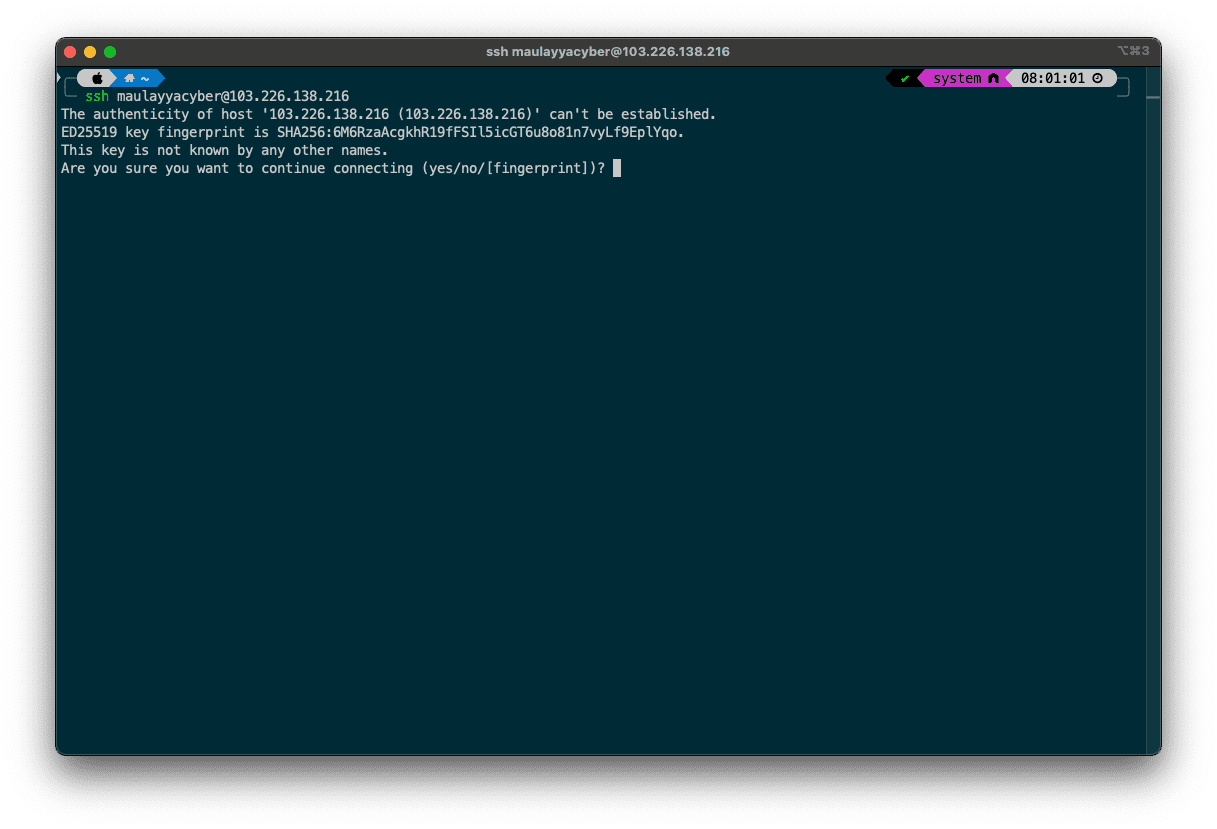 ssh maulayyacyber@103.226.138.216
⌥⌘3
~
✔ system 08:01:01
ssh maulayyacyber@103.226.138.216
The authenticity of host '103.226.138.216 (103.226.138.216)' can't be established.
ED25519 key fingerprint is SHA256:6M6RzaAcgkhR19fFSIl5icGT6u8o81n7vyLf9EplYqo.
This key is not known by any other names.
Are you sure you want to continue connecting (yes/no/[fingerprint])?